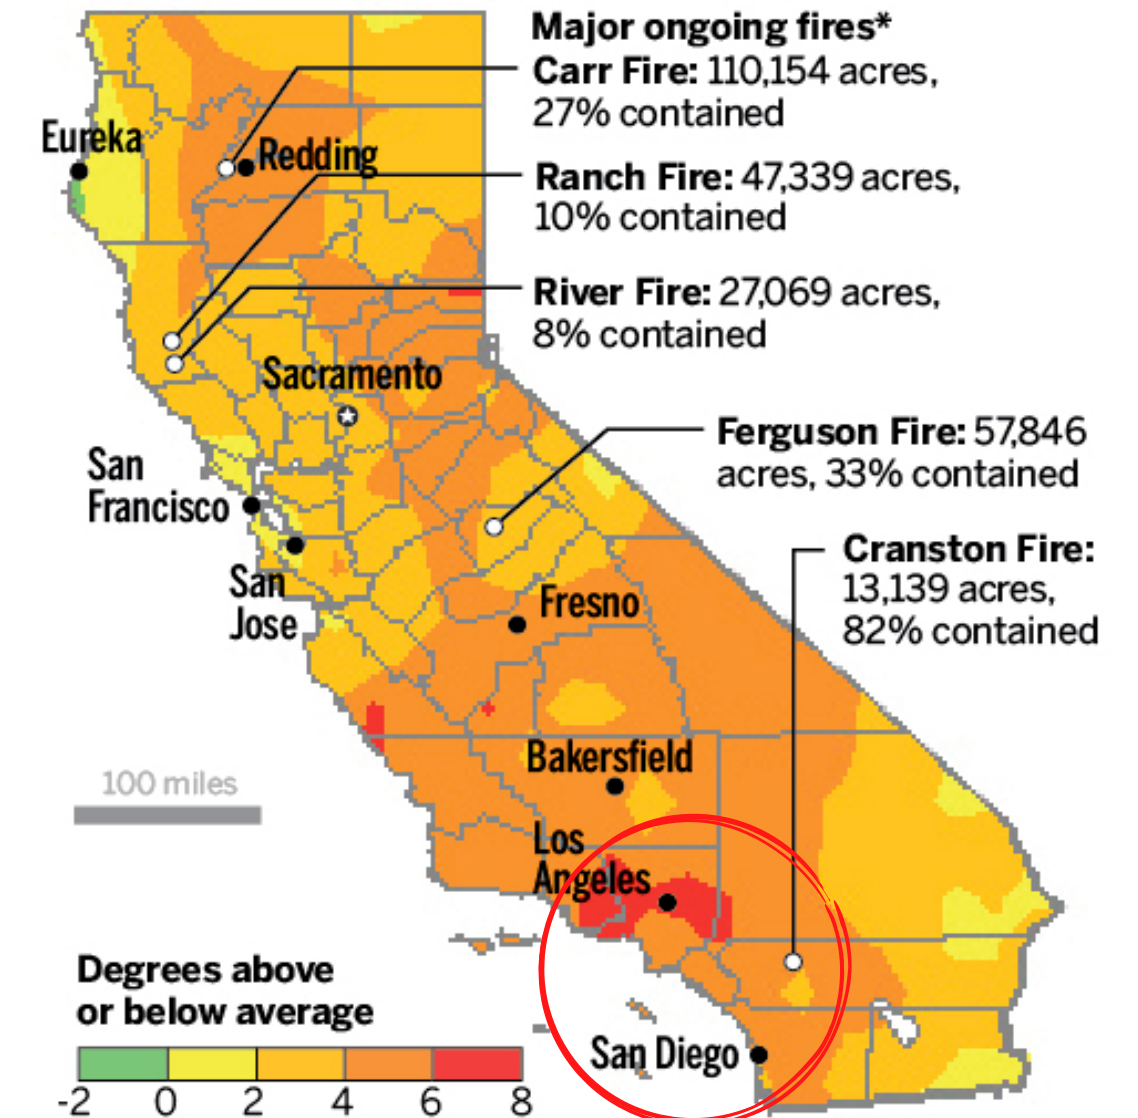 Major ongoing fires*
Carr Fire: 110,154 acres,
27% contained
Eureka
Redding
Ranch Fire: 47,339 acres,
10% contained
River Fire: 27,069 acres,
8% contained
Sacramento
Ferguson Fire: 57,846
acres, 33% contained
San
Francisco
Cranston Fire:
13,139 acres,
82% contained
San
Jose
Fresno
Bakersfield
100 miles
Los
Angeles
Degrees above
or below average
San Diego
-2 0 2 4 6 8